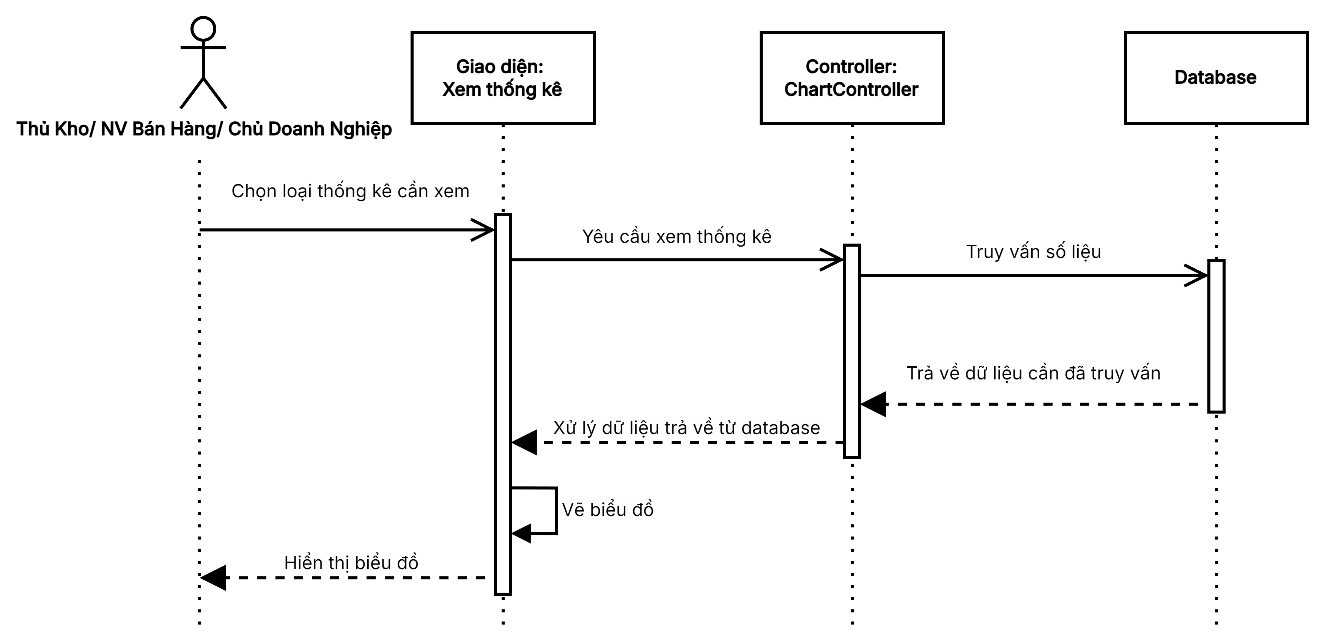 Giao diện:
Xem thống kê
Controller:
ChartController
Database
Thủ Kho/ NV Bán Hàng/ Chủ Doanh Nghiệp
Chọn loại thống kê cần xem
Yêu cầu xem thống kê
Truy vấn số liệu
Trả về dữ liệu cần đã truy vấn
Xử lý dữ liệu trả về từ database
Vẽ biểu đồ
Hiển thị biểu đồ